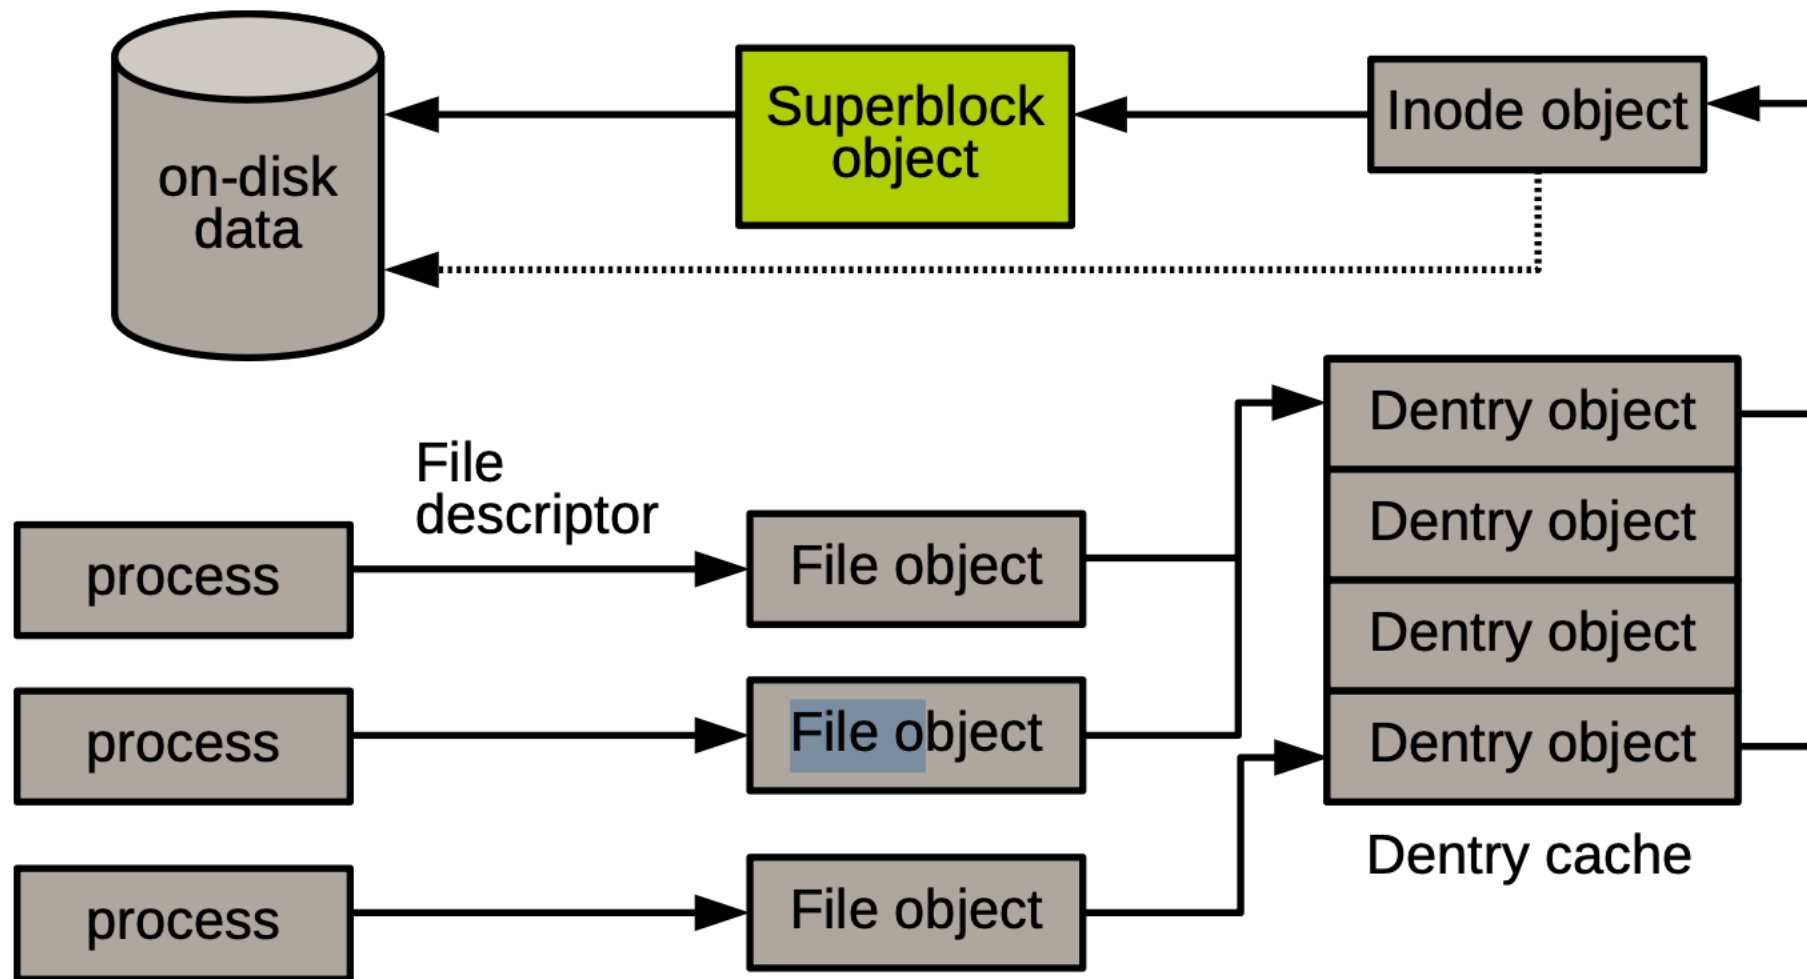 on-disk
data
Superblock
object
Inode object
File
descriptor
process
File object
process
File object
process
File object
Dentry object
Dentry object
Dentry object
Dentry object
Dentry cache